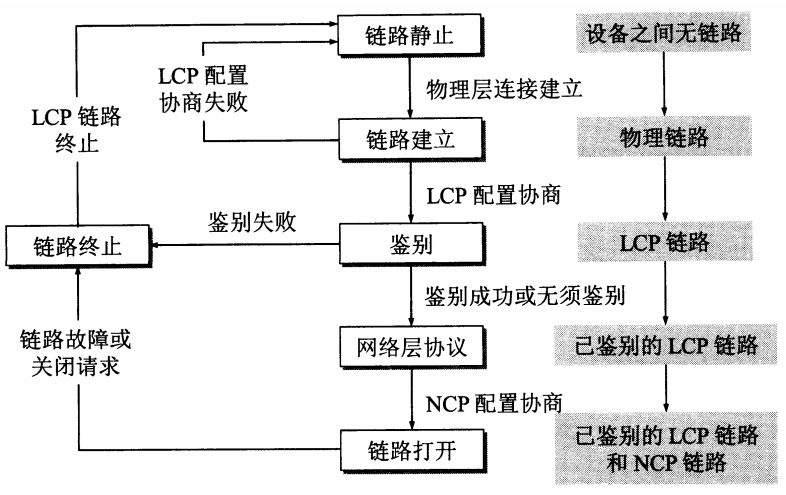 链路静止
设备之间无链路
LCP 配置
协商失败
物理层连接建立
LCP 链路
终止
链路建立
物理链路
LCP 配置协商
鉴别失败
链路终止
鉴别
LCP 链路
鉴别成功或无须鉴别
链路故障或
关闭请求
网络层协议
已鉴别的 LCP 链路
NCP 配置协商
链路打开
已鉴别的 LCP 链路
和 NCP 链路